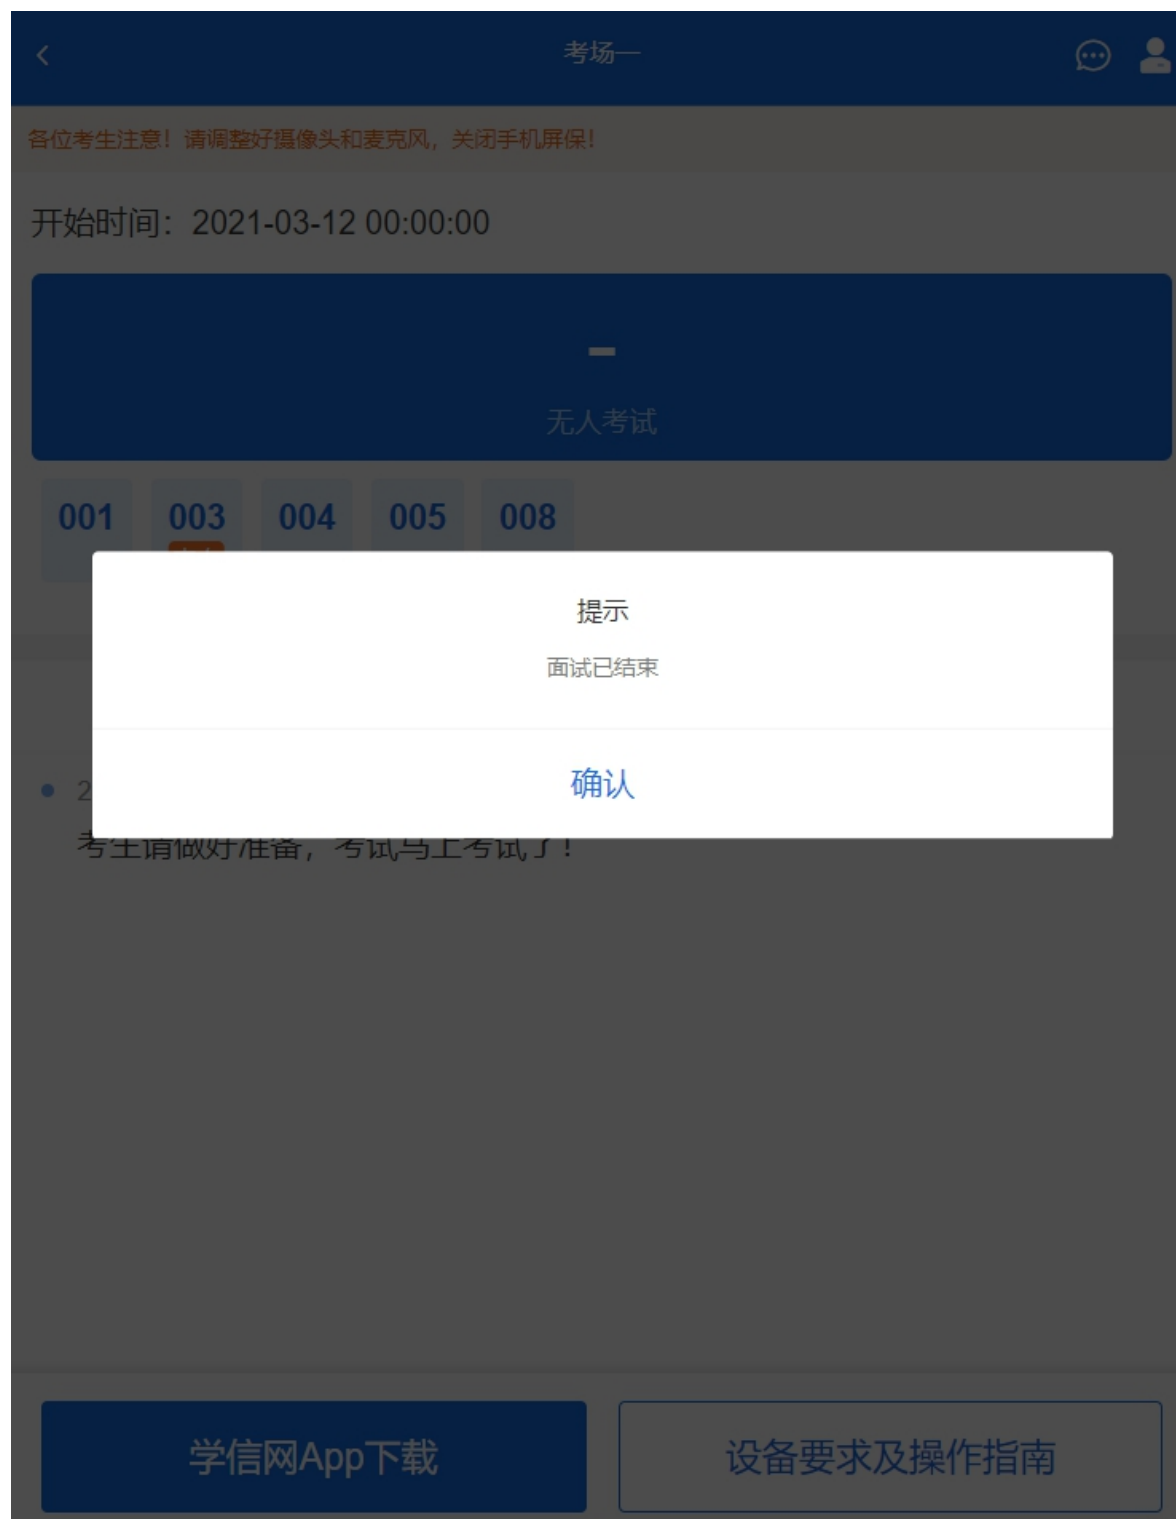 考场一
各位考生注意！请调整好摄像头和麦克风，关闭手机屏保！
开始时间：2021-03-12 00:00:00
-
无人考试
001 003 004 005 008
提示
面试已结束
确认
2
考生请做好准备，考试马上考试了！
学信网App下载
设备要求及操作指南